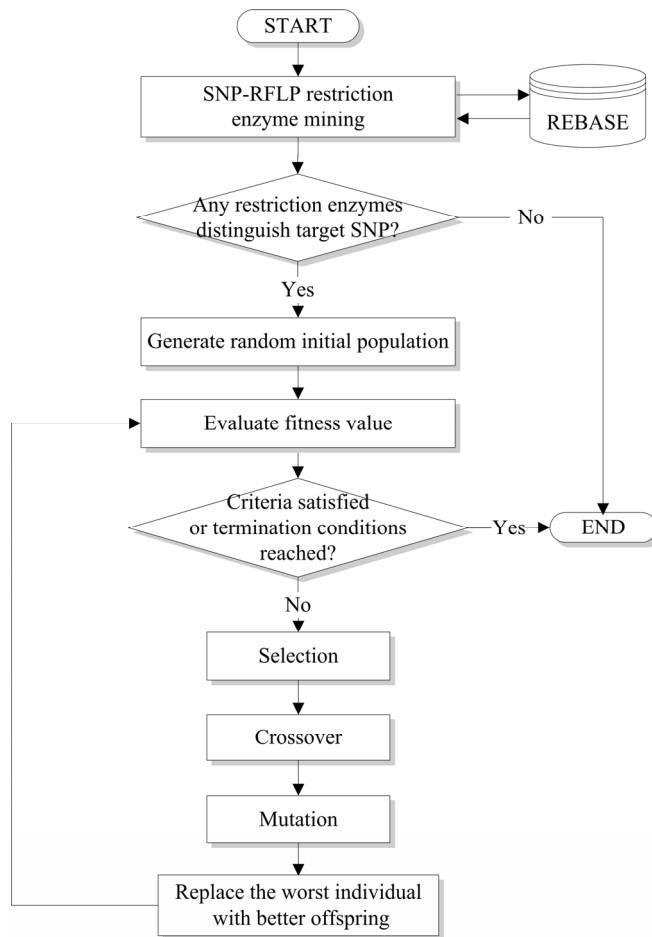 START
SNP-RFLP restriction
enzyme mining
REBASE
Any restriction enzymes
distinguish target SNP?
No
Yes
Generate random initial population
Evaluate fitness value
Criteria satisfied
or termination conditions
reached?
Yes
END
No
Selection
Crossover
Mutation
Replace the worst individual
with better offspring